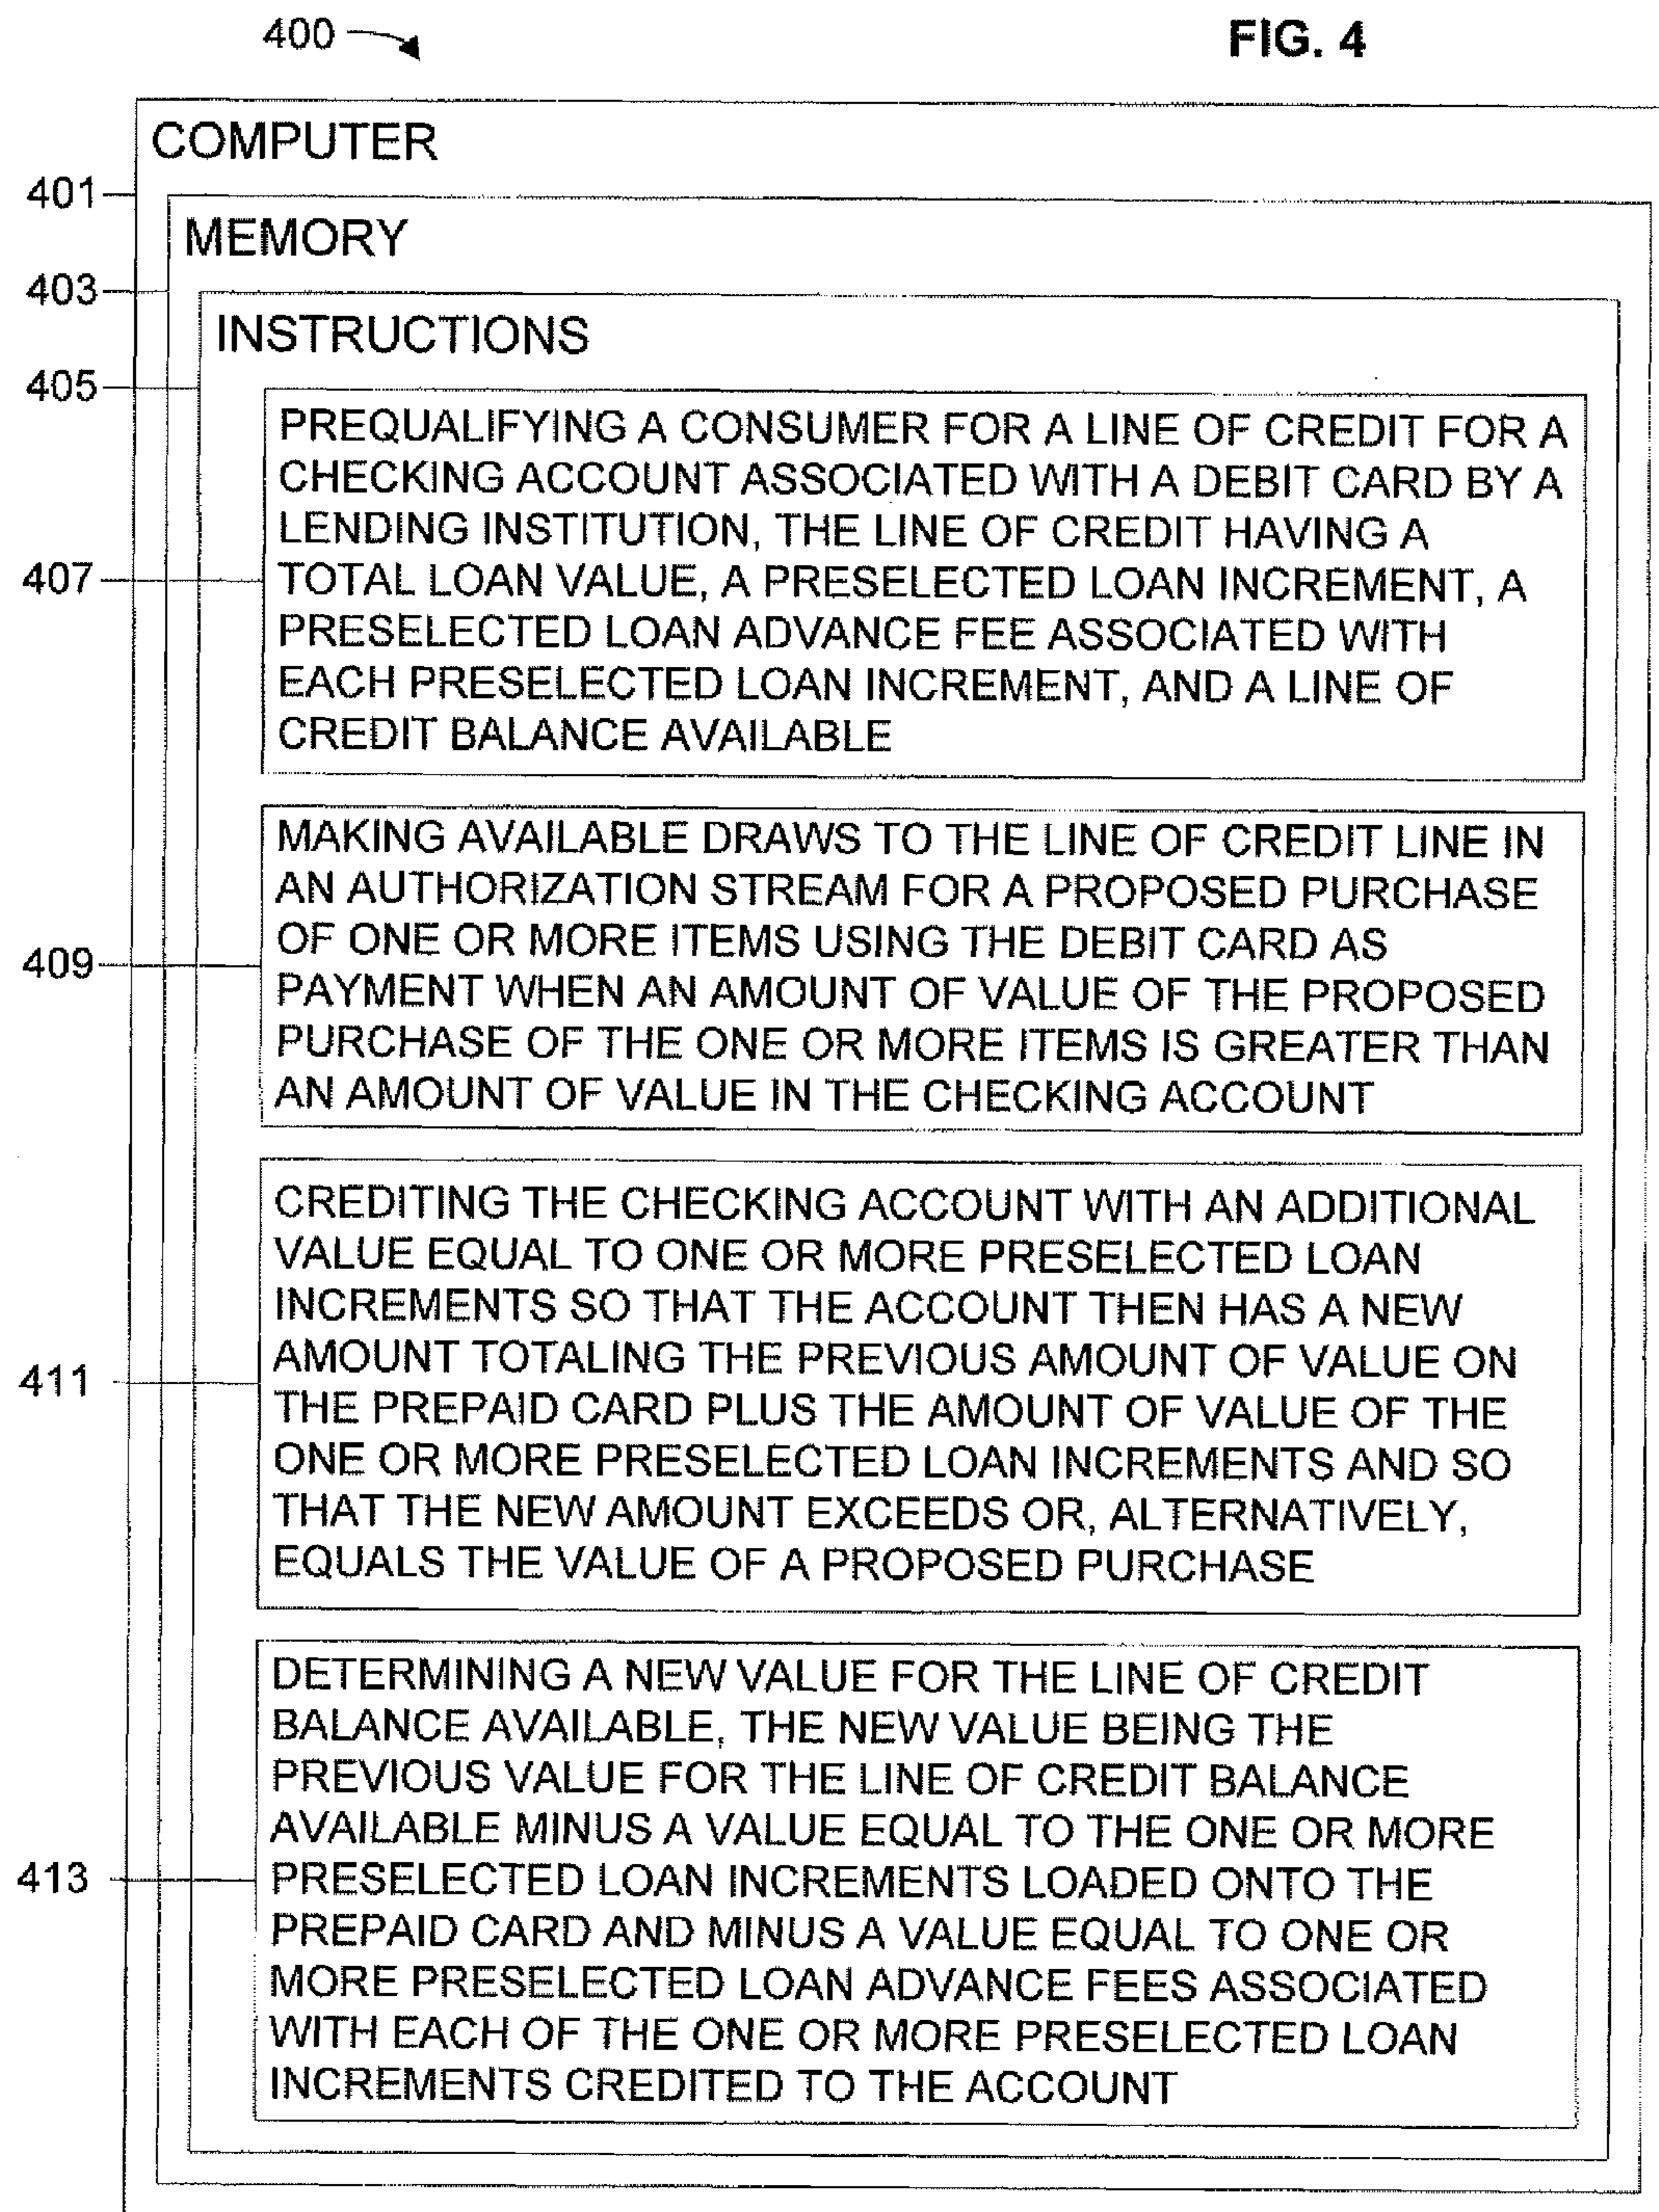 400
FIG. 4
COMPUTER
401
MEMORY
403
INSTRUCTIONS
405
PREQUALIFYING A CONSUMER FOR A LINE OF CREDIT FOR A
CHECKING ACCOUNT ASSOCIATED WITH A DEBIT CARD BY A
LENDING INSTITUTION, THE LINE OF CREDIT HAVING A
407
TOTAL LOAN VALUE, A PRESELECTED LOAN INCREMENT, A
PRESELECTED LOAN ADVANCE FEE ASSOCIATED WITH
EACH PRESELECTED LOAN INCREMENT, AND A LINE OF
CREDIT BALANCE AVAILABLE
MAKING AVAILABLE DRAWS TO THE LINE OF CREDIT LINE IN
AN AUTHORIZATION STREAM FOR A PROPOSED PURCHASE
OF ONE OR MORE ITEMS USING THE DEBIT CARD AS
409
PAYMENT WHEN AN AMOUNT OF VALUE OF THE PROPOSED
PURCHASE OF THE ONE OR MORE ITEMS IS GREATER THAN
AN AMOUNT OF VALUE IN THE CHECKING ACCOUNT
CREDITING THE CHECKING ACCOUNT WITH AN ADDITIONAL
VALUE EQUAL TO ONE OR MORE PRESELECTED LOAN
INCREMENTS SO THAT THE ACCOUNT THEN HAS A NEW
AMOUNT TOTALING THE PREVIOUS AMOUNT OF VALUE ON
411
THE PREPAID CARD PLUS THE AMOUNT OF VALUE OF THE
ONE OR MORE PRESELECTED LOAN INCREMENTS AND SO
THAT THE NEW AMOUNT EXCEEDS OR, ALTERNATIVELY,
EQUALS THE VALUE OF A PROPOSED PURCHASE
DETERMINING A NEW VALUE FOR THE LINE OF CREDIT
BALANCE AVAILABLE, THE NEW VALUE BEING THE
PREVIOUS VALUE FOR THE LINE OF CREDIT BALANCE
AVAILABLE MINUS A VALUE EQUAL TO THE ONE OR MORE
413
PRESELECTED LOAN INCREMENTS LOADED ONTO THE
PREPAID CARD AND MINUS A VALUE EQUAL TO ONE OR
MORE PRESELECTED LOAN ADVANCE FEES ASSOCIATED
WITH EACH OF THE ONE OR MORE PRESELECTED LOAN
INCREMENTS CREDITED TO THE ACCOUNT